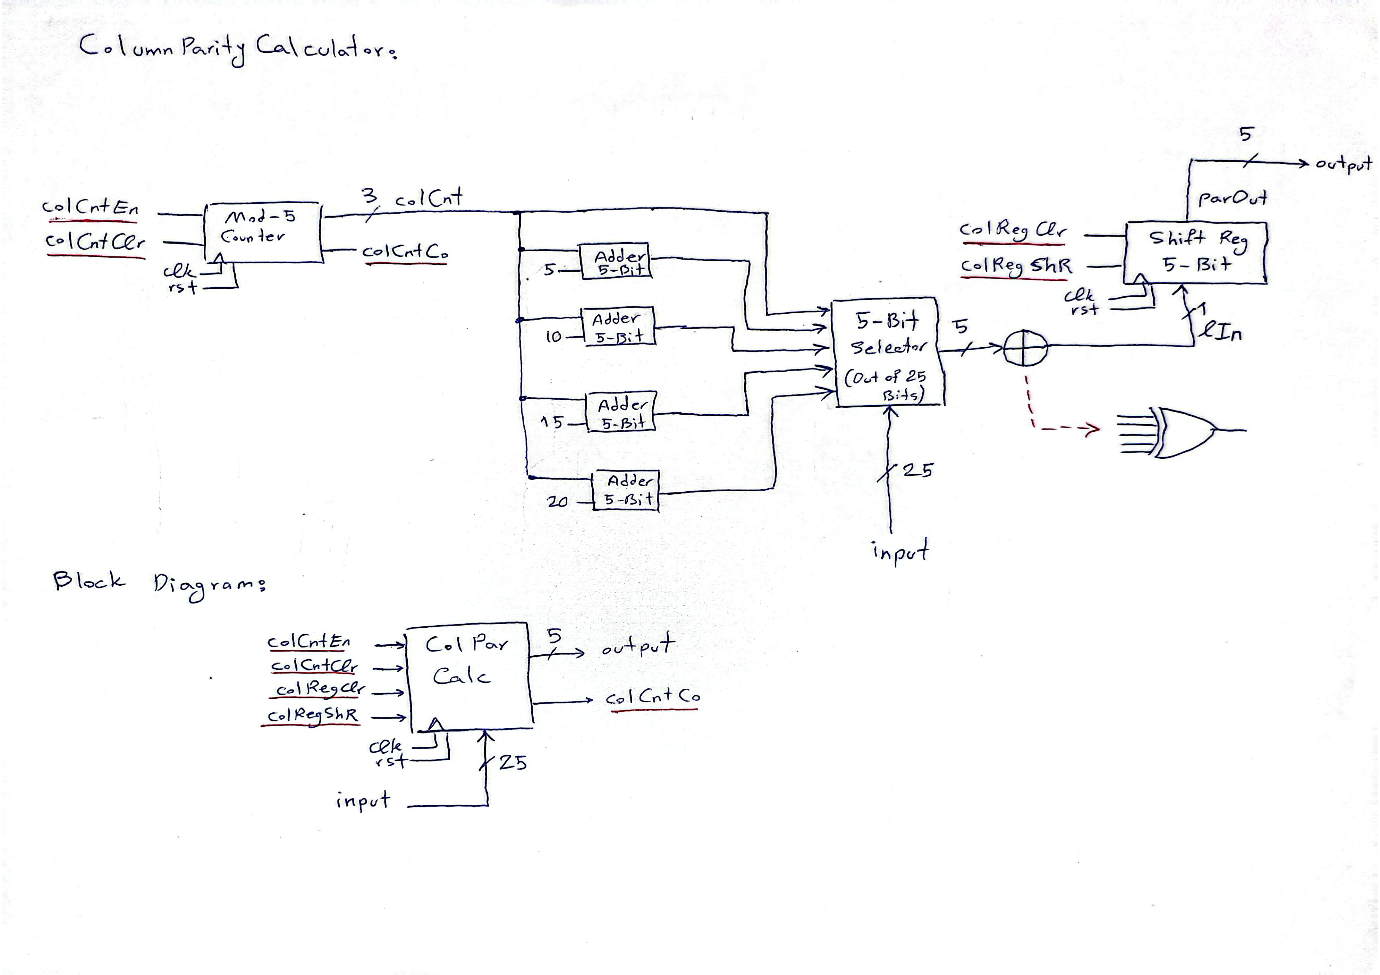 Column Parity Calculator:
5
output
parOut
3 colCnt
colCntEn
colCntClr
Mod-5
Counter
colCntCo
clk
rst
5
Adder
5-Bit
10
Adder
5-Bit
15
Adder
5-Bit
20
Adder
5-Bit
5-Bit
Selector
(Out of 25
Bits)
5
25
input
colRegClr
colRegShR
Shift Reg
5-Bit
clk
rst
1
lIn
Block Diagram:
colCntEn
colCntClr
colRegClr
colRegShR
Col Par
Calc
clk
rst
5
output
colCntCo
25
input